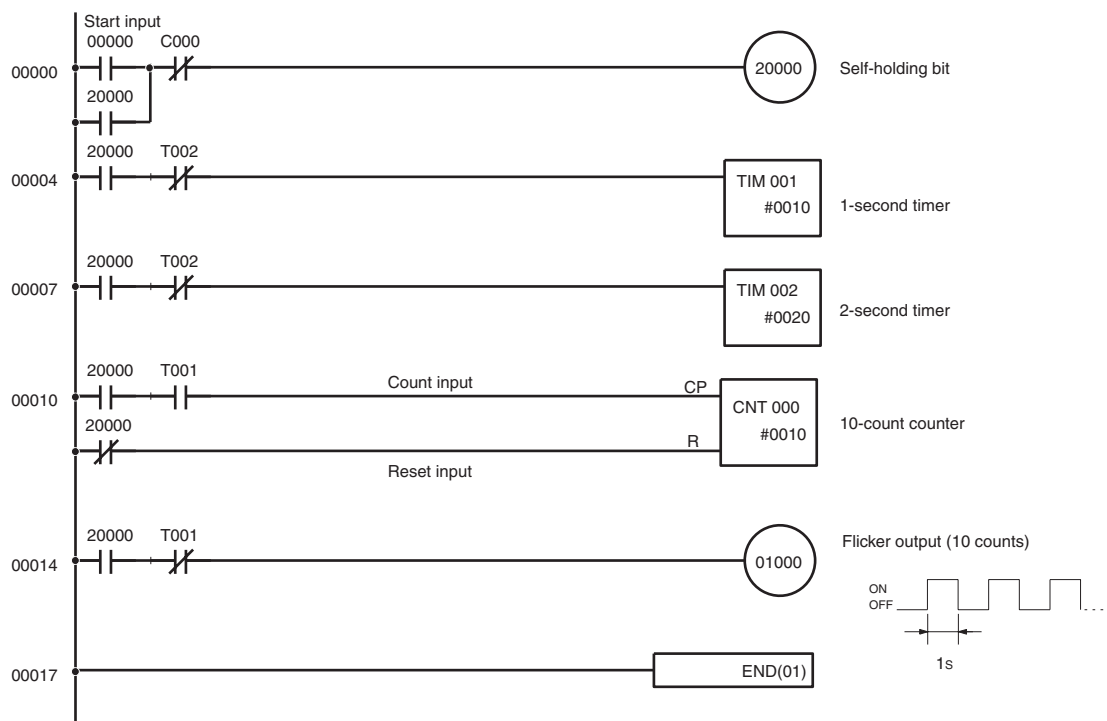 Start input
00000 C000
00000
20000 Self-holding bit
20000
20000 T002
00004
TIM 001
#0010
1-second timer
20000 T002
00007
TIM 002
#0020
2-second timer
20000 T001
00010
Count input
CP
CNT 000
#0010
10-count counter
20000
R
Reset input
20000 T001
00014
01000
Flicker output (10 counts)
ON
OFF
1s
00017
END(01)